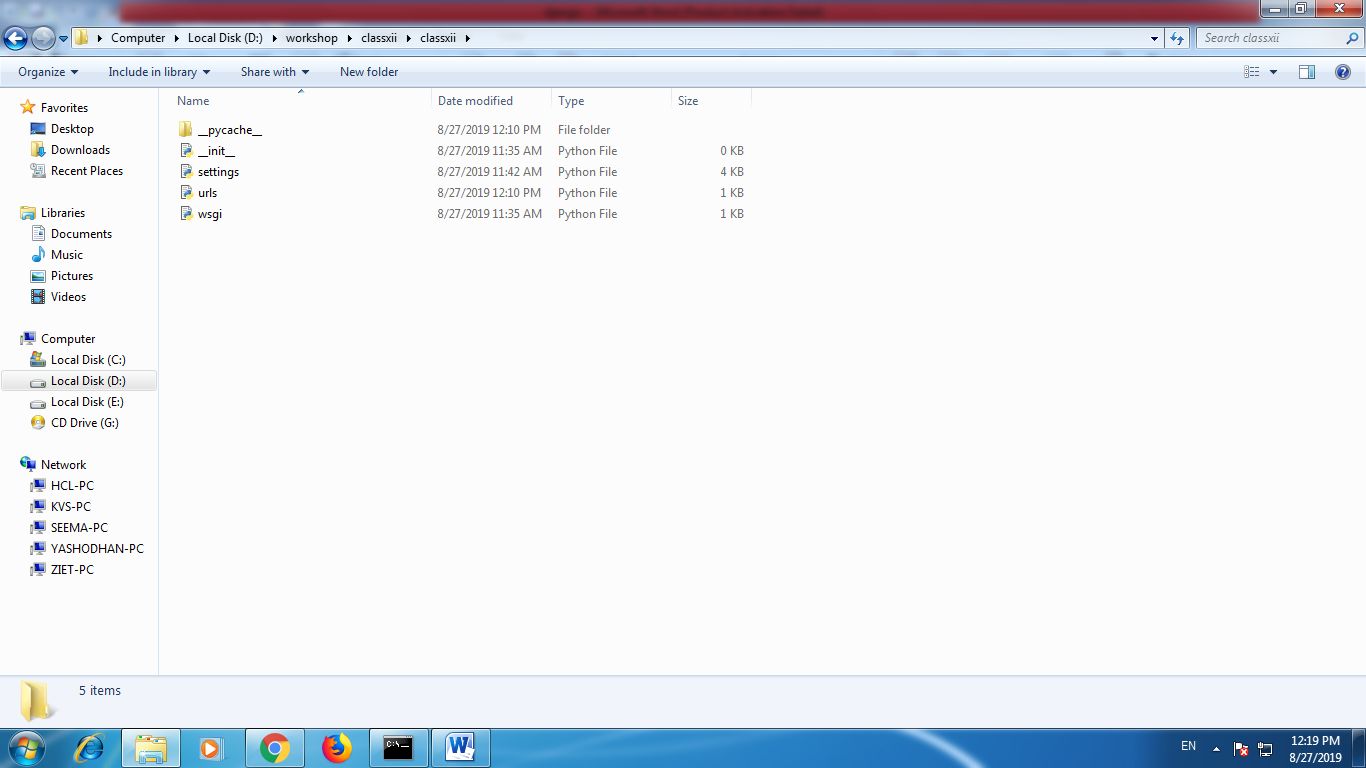 Computer Local Disk (D:) workshop classxii classxii
Search classxii
Organize Include in library Share with New folder
Name Date modified Type Size
Favorites
Desktop
Downloads
Recent Places
Libraries
Documents
Music
Pictures
Videos
Computer
Local Disk (C:)
Local Disk (D:)
Local Disk (E:)
CD Drive (G:)
Network
HCL-PC
KVS-PC
SEEMA-PC
YASHODHAN-PC
ZIET-PC
__pycache__ 8/27/2019 12:10 PM File folder
__init__ 8/27/2019 11:35 AM Python File 0 KB
settings 8/27/2019 11:42 AM Python File 4 KB
urls 8/27/2019 12:10 PM Python File 1 KB
wsgi 8/27/2019 11:35 AM Python File 1 KB
5 items
EN
12:19 PM
8/27/2019